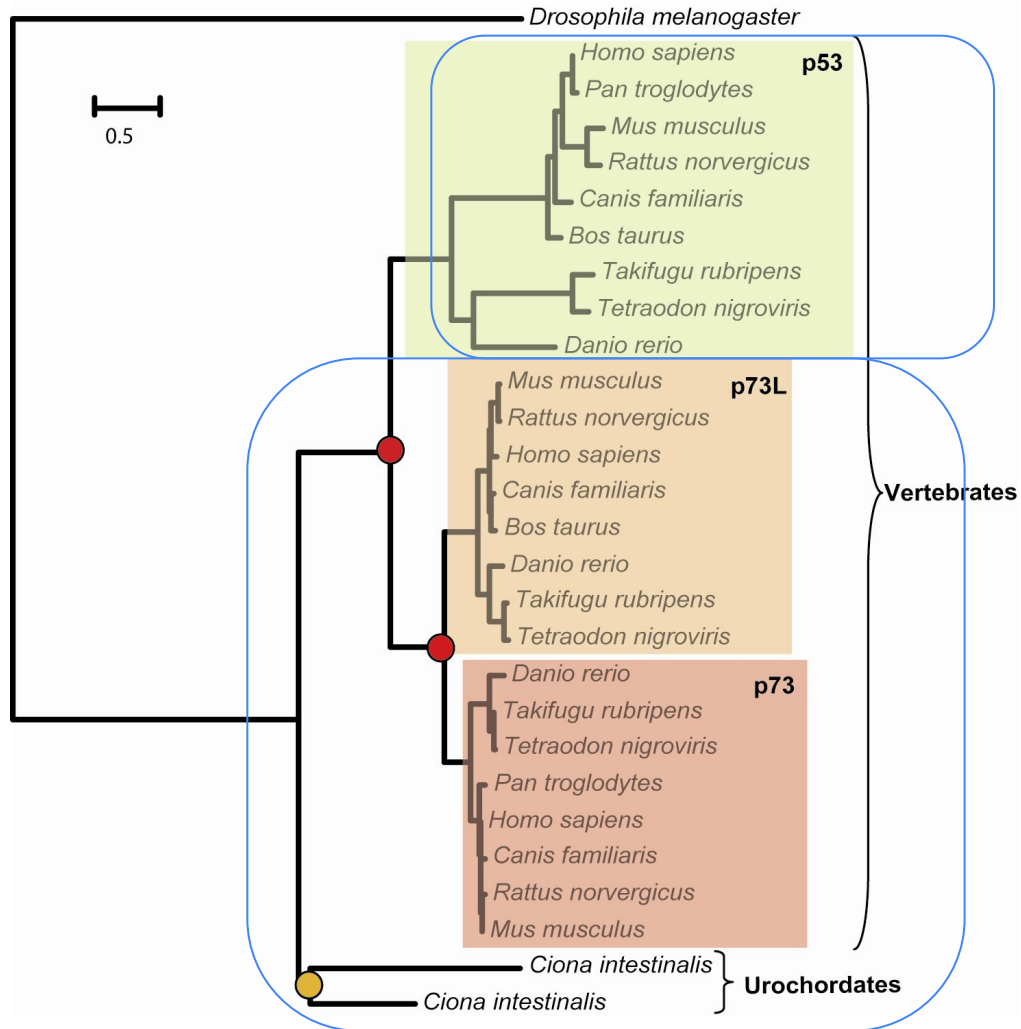 Drosophila melanogaster
Homo sapiens
p53
Pan troglodytes
0.5
Mus musculus
Rattus norvergicus
Canis familiaris
Bos taurus
Takifugu rubripens
Tetraodon nigroviris
Danio rerio
Mus musculus
p73L
Rattus norvergicus
Homo sapiens
Canis familiaris
Vertebrates
Bos taurus
Danio rerio
Takifugu rubripens
Tetraodon nigroviris
Danio rerio
p73
Takifugu rubripens
Tetraodon nigroviris
Pan troglodytes
Homo sapiens
Canis familiaris
Rattus norvergicus
Mus musculus
Ciona intestinalis
Urochordates
Ciona intestinalis